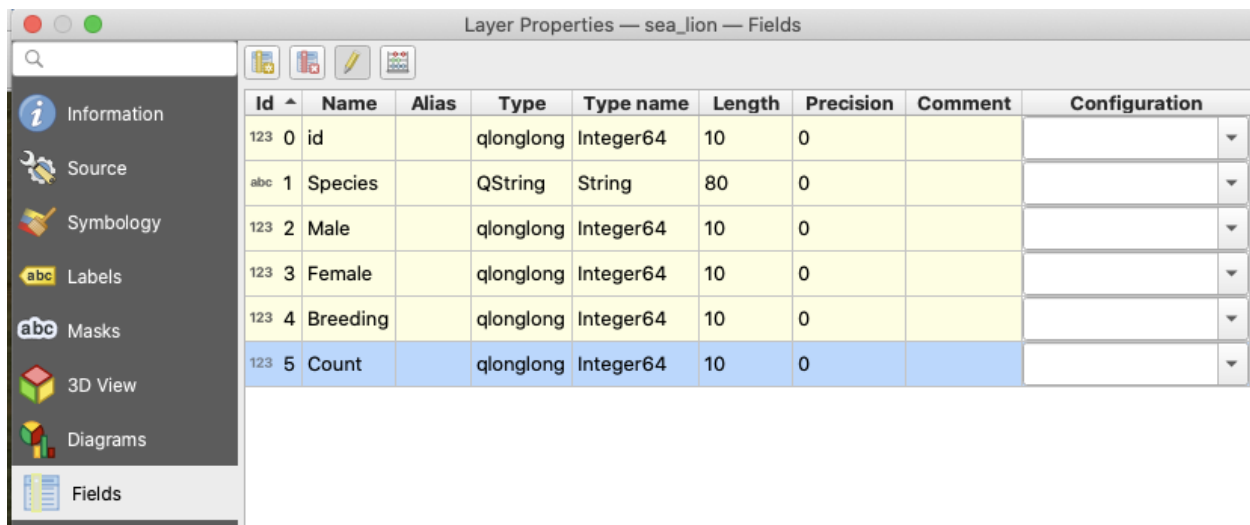 Layer Properties — sea_lion — Fields
Information
Source
Symbology
abc Labels
abc Masks
3D View
Diagrams
Fields
Id Name Alias Type Type name Length Precision Comment Configuration
123 0 id qlonglong Integer64 10 0
abc 1 Species QString String 80 0
123 2 Male qlonglong Integer64 10 0
123 3 Female qlonglong Integer64 10 0
123 4 Breeding qlonglong Integer64 10 0
123 5 Count qlonglong Integer64 10 0